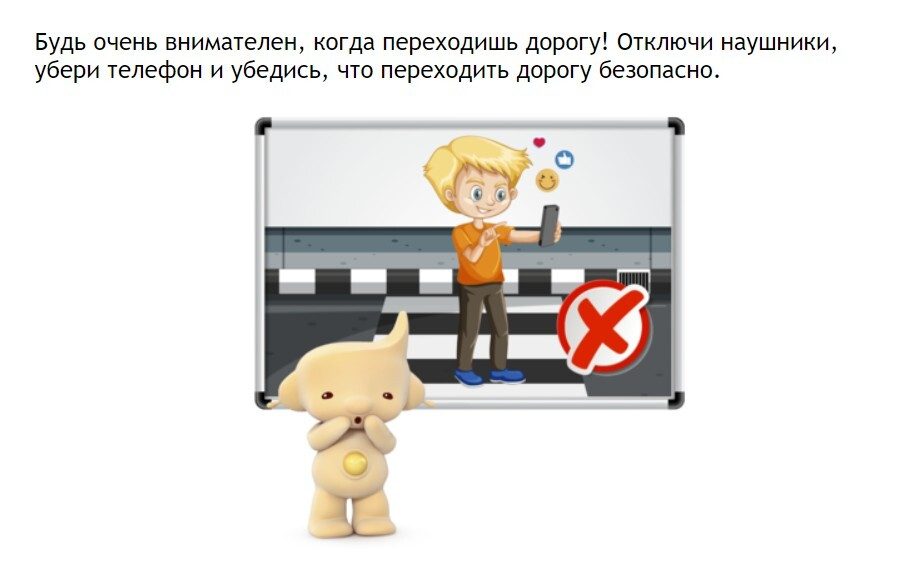 Будь очень внимателен, когда переходишь дорогу! Отключи наушники,
убери телефон и убедись, что переходить дорогу безопасно.